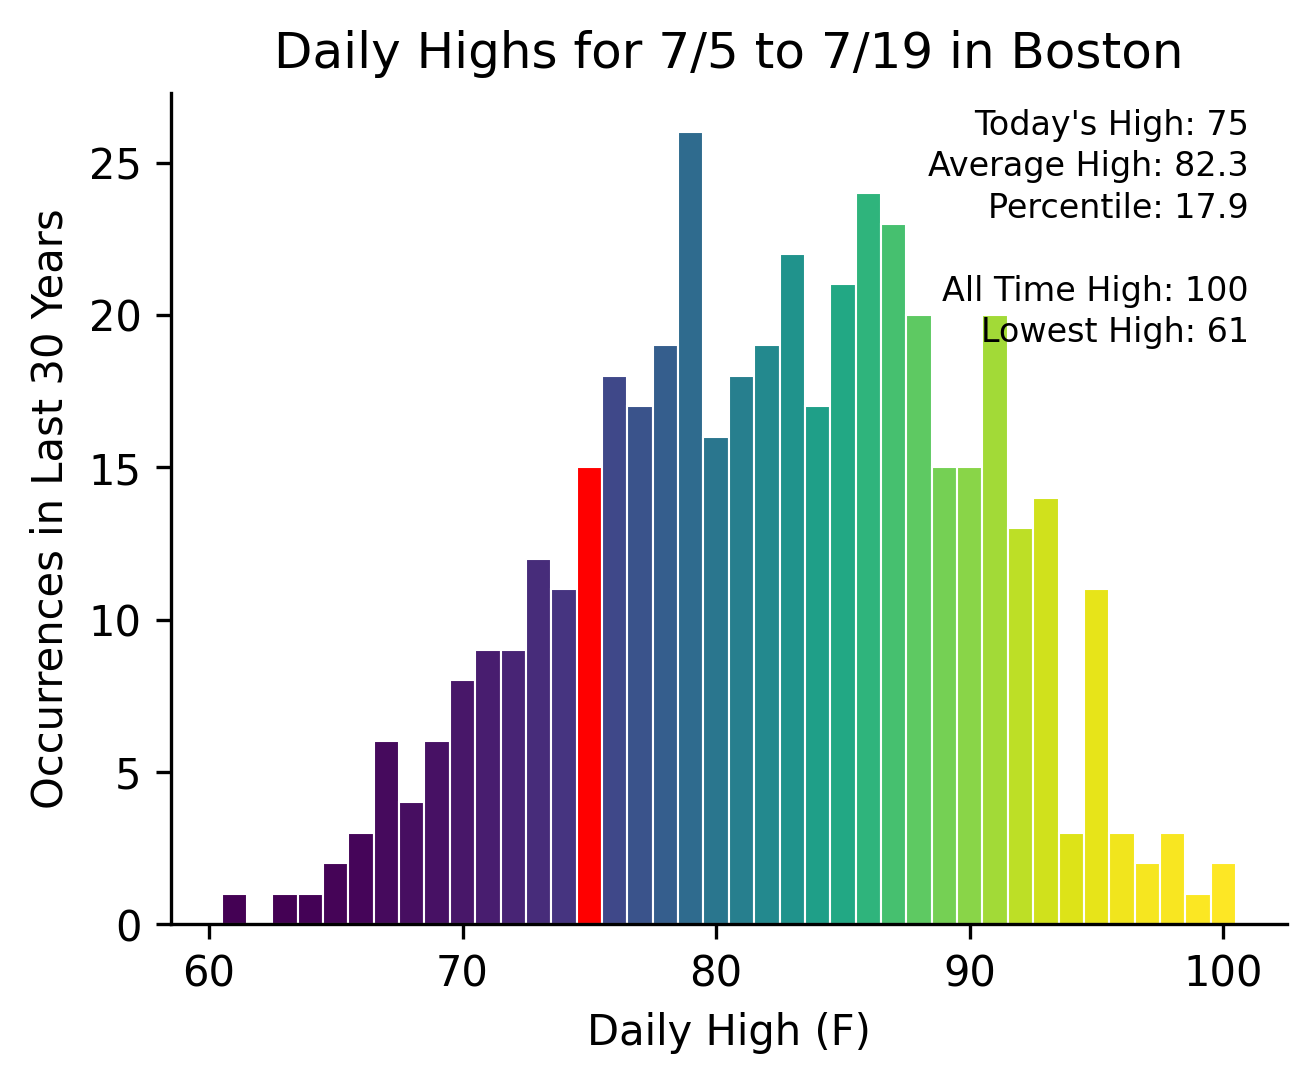 Daily Highs for 7/5 to 7/19 in Boston
Today's High: 75
Average High: 82.3
Percentile: 17.9
All Time High: 100
Lowest High: 61
Occurrences in Last 30 Years
25
20
15
10
5
0
60 70 80 90 100
Daily High (F)